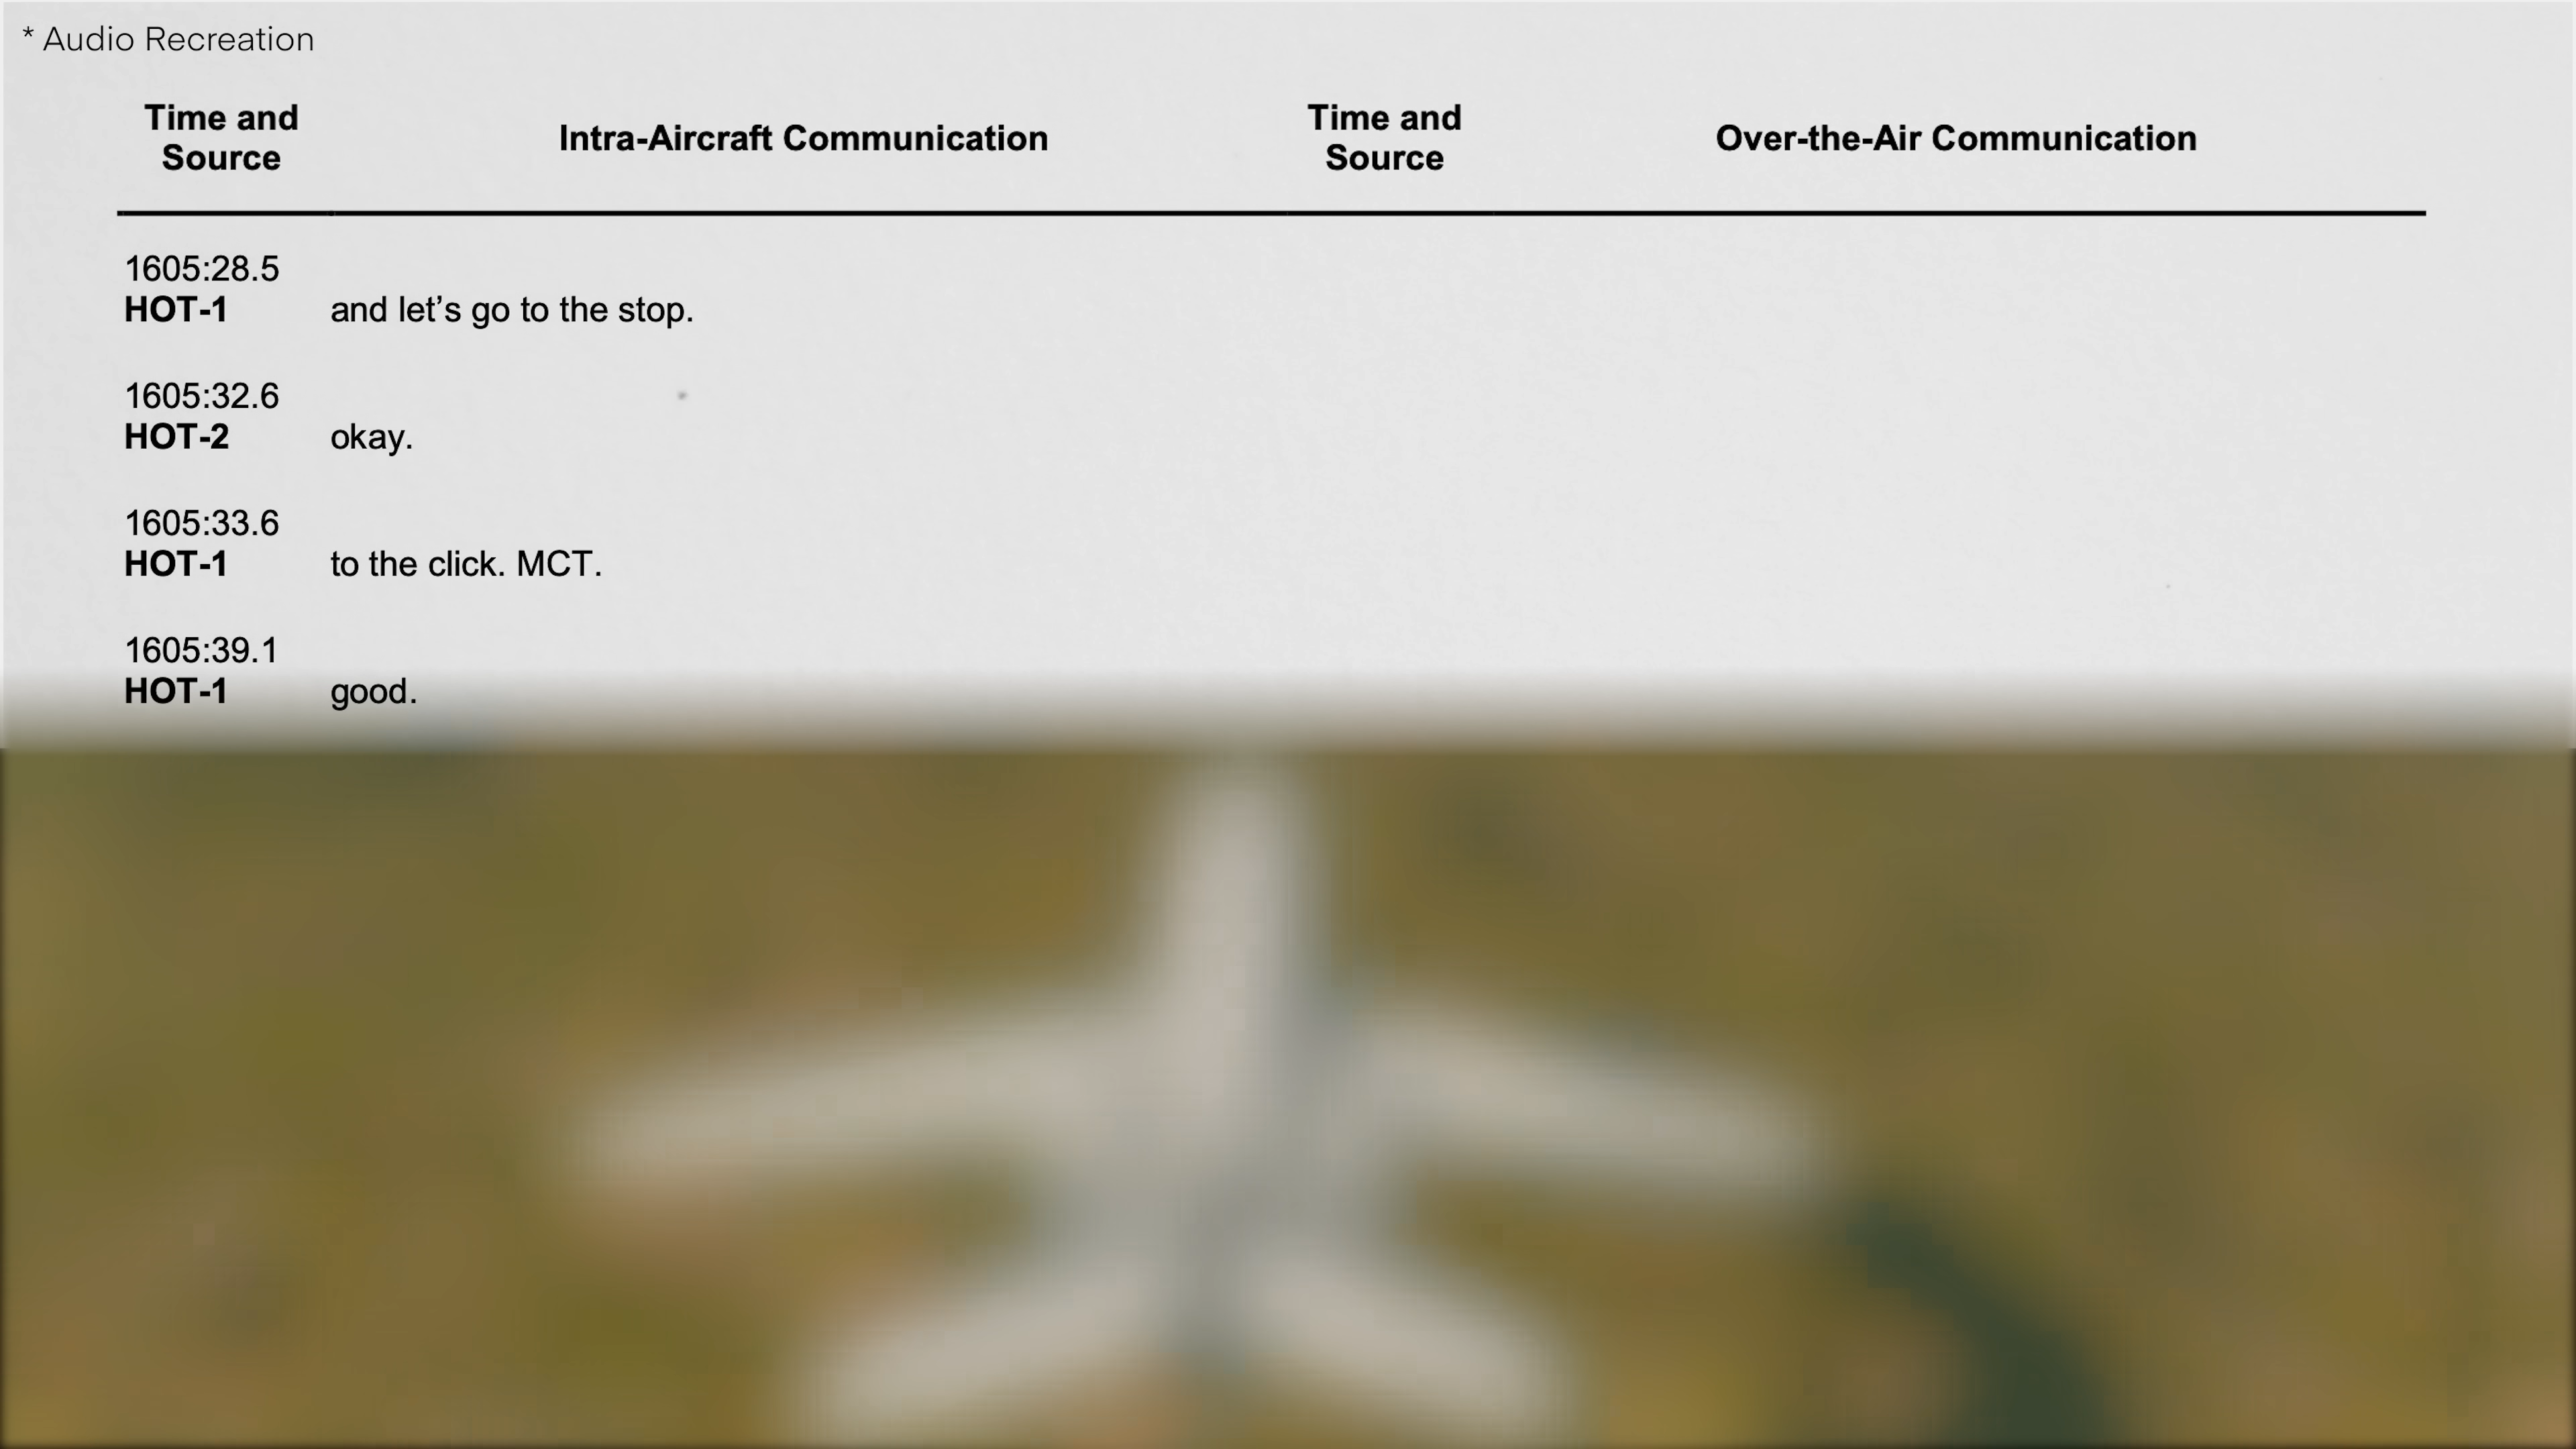 * Audio Recreation
Time and
Source
Intra-Aircraft Communication
Time and
Source
Over-the-Air Communication
1605:28.5
HOT-1 and let’s go to the stop.
1605:32.6
HOT-2 okay.
1605:33.6
HOT-1 to the click. MCT.
1605:39.1
HOT-1 good.